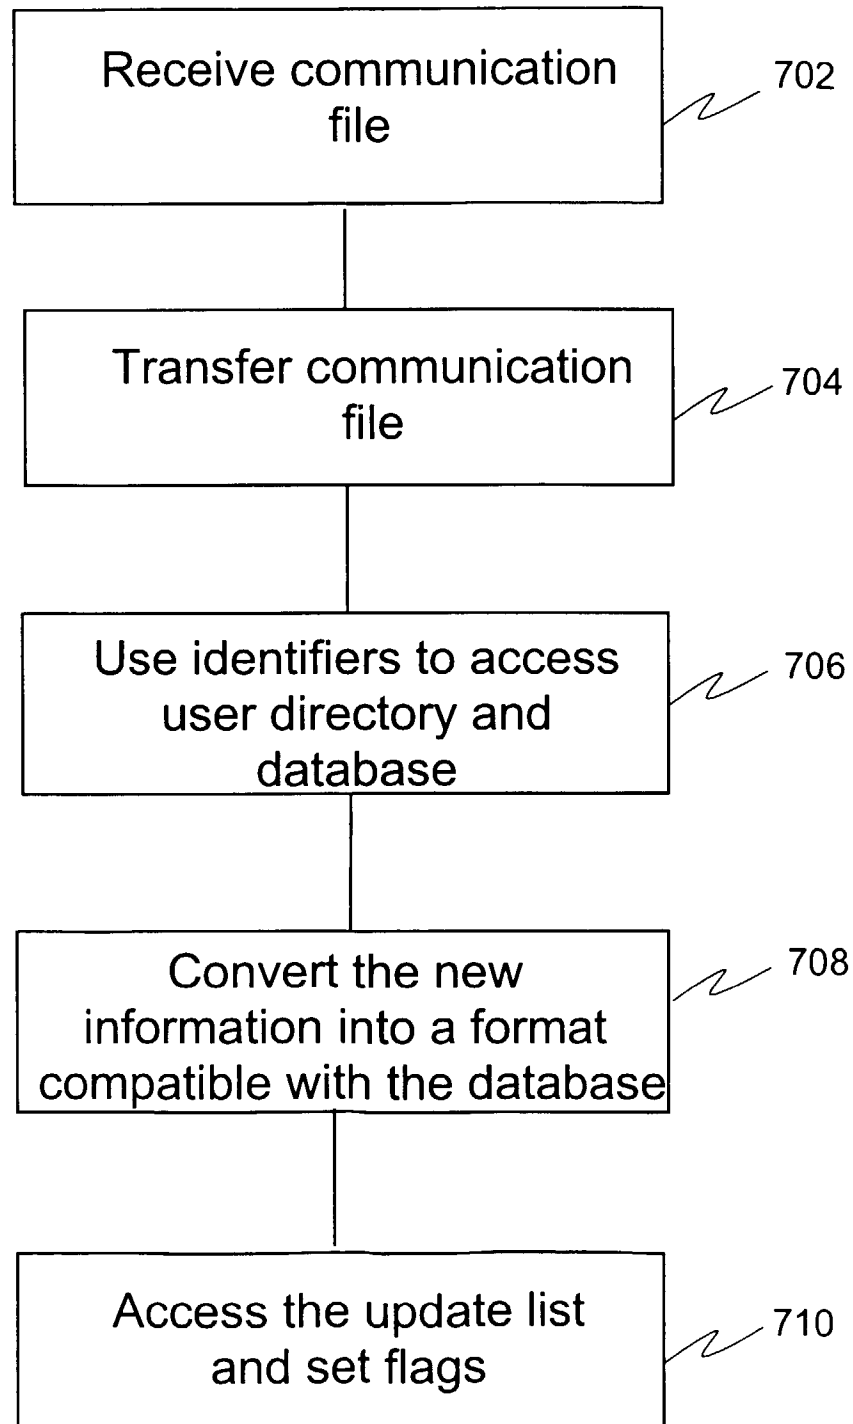 Receive communication
file
702
Transfer communication
file
704
Use identifiers to access
user directory and
database
706
Convert the new
information into a format
compatible with the database
708
Access the update list
and set flags
710